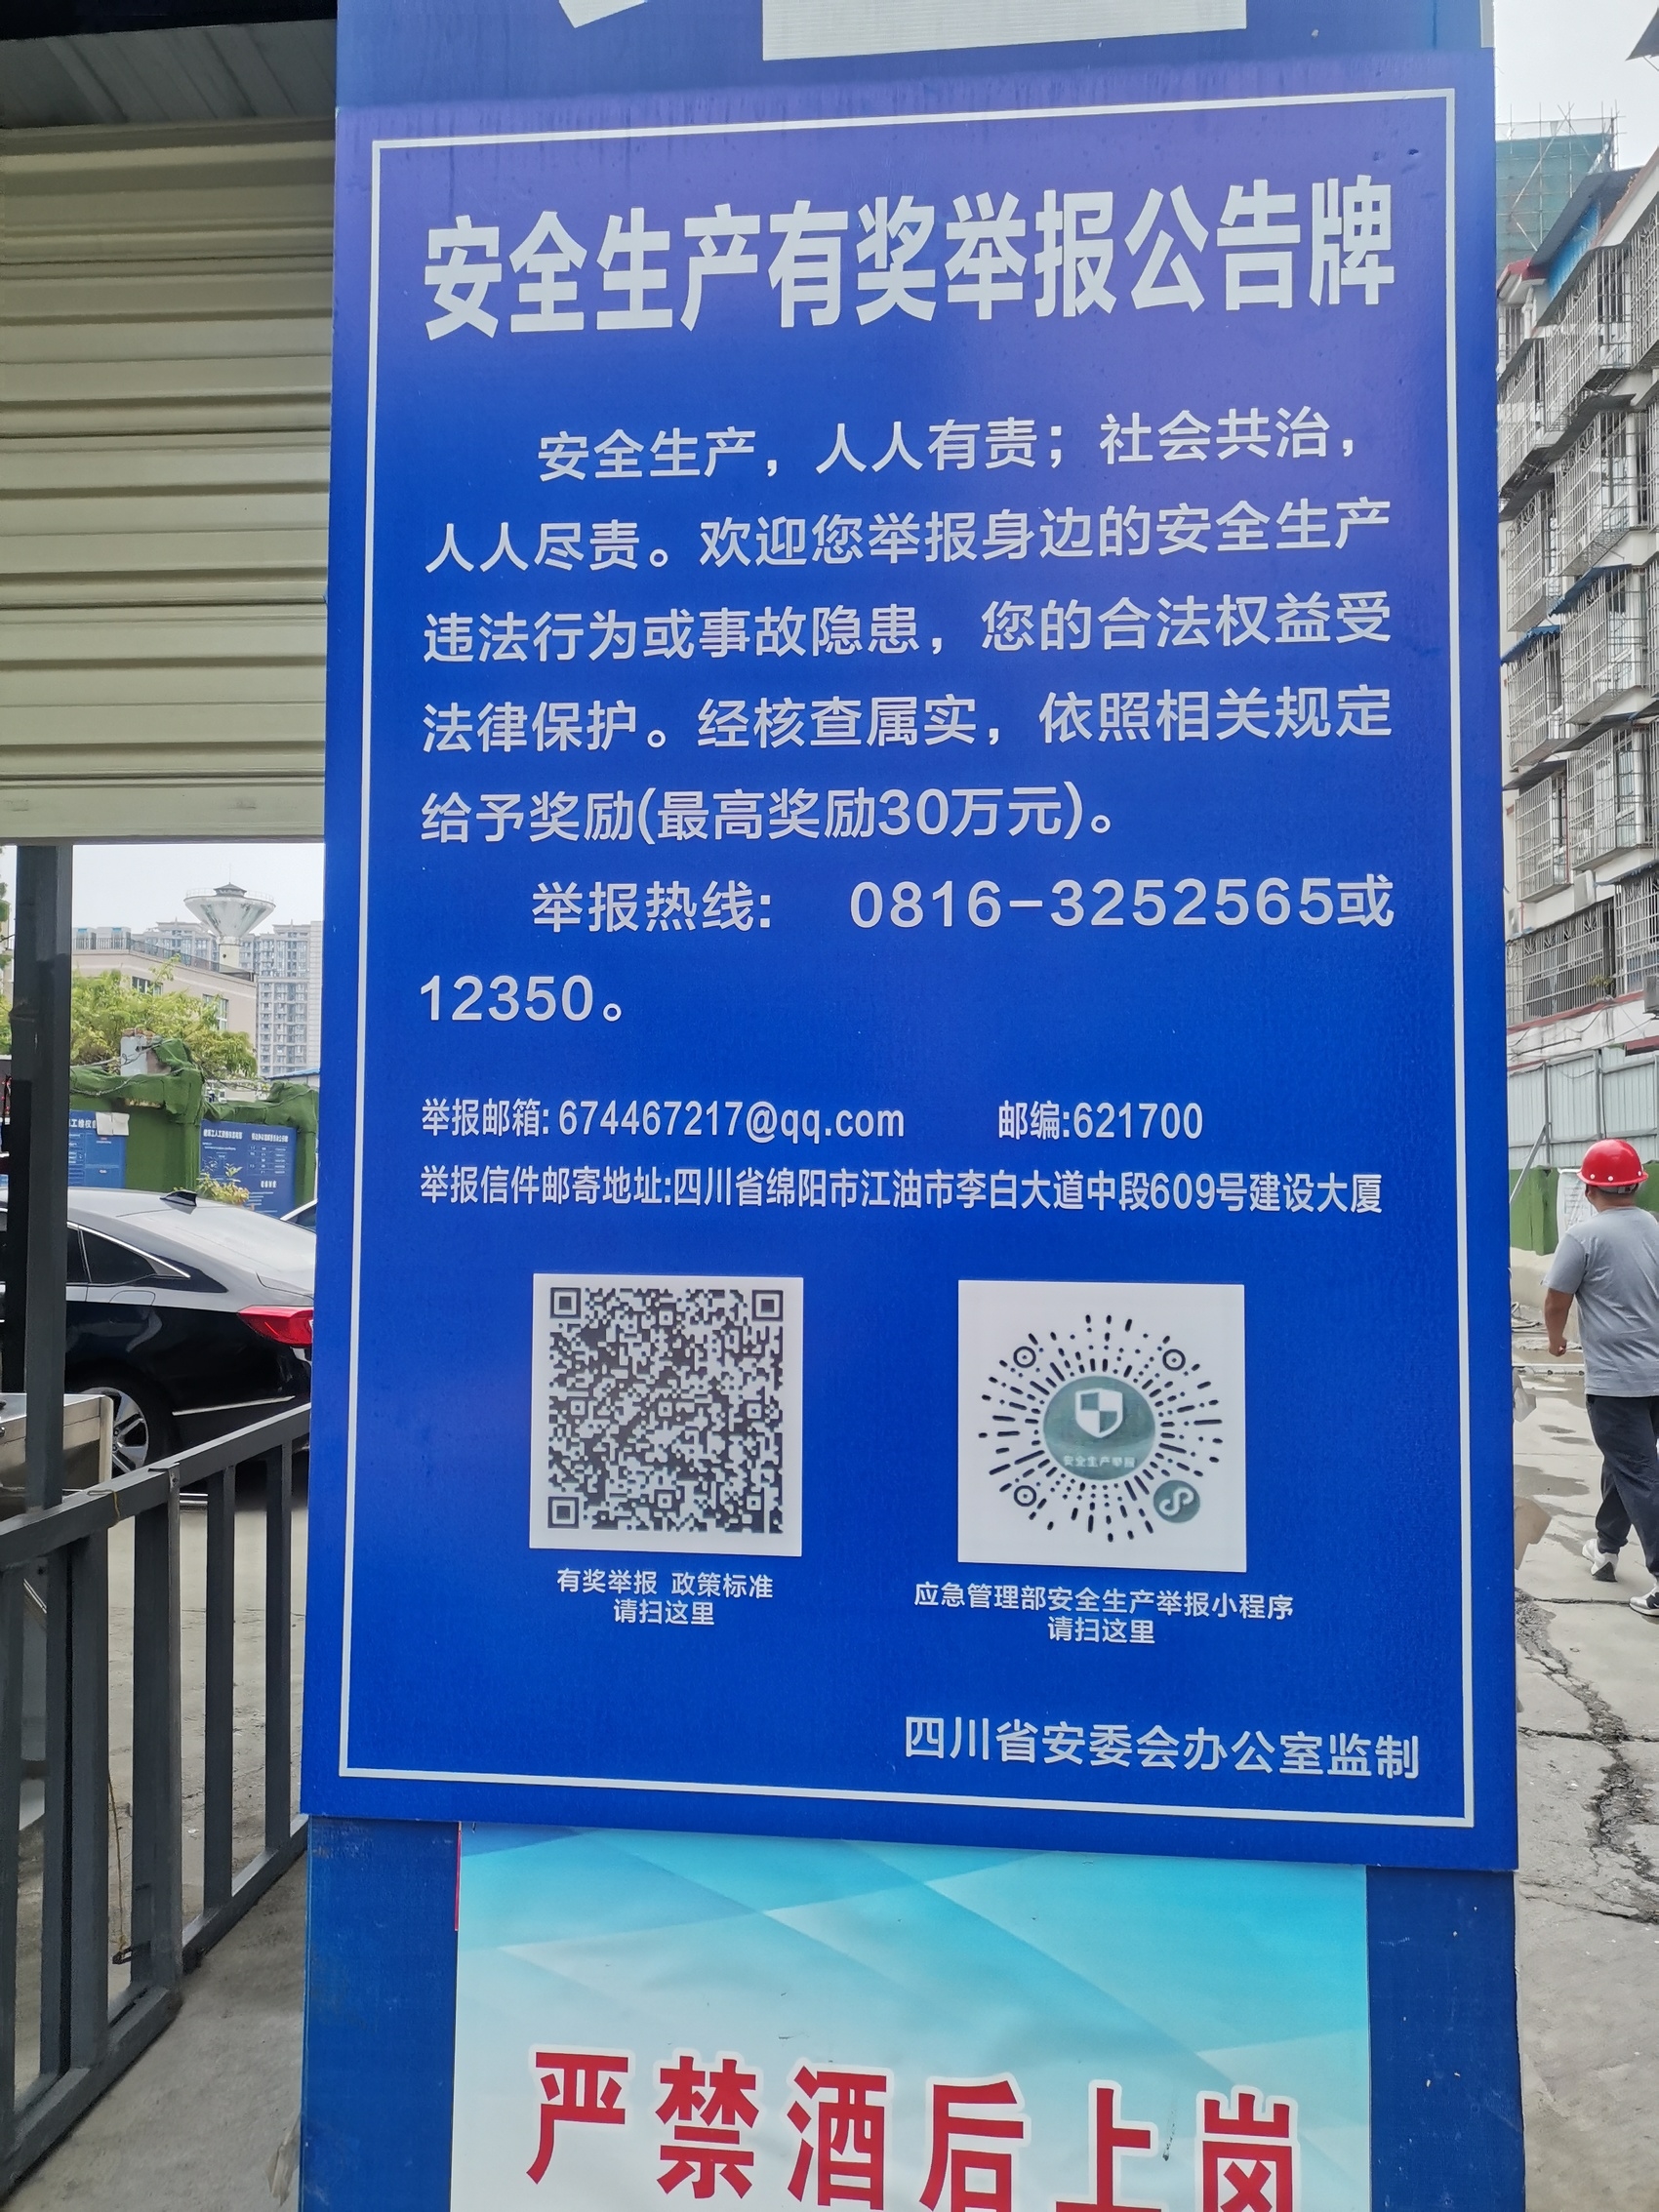 安全生产有奖举报公告牌
安全生产，人人有责；社会共治，
人人尽责。欢迎您举报身边的安全生产
违法行为或事故隐患，您的合法权益受
法律保护。经核查属实，依照相关规定
给予奖励(最高奖励30万元)。
举报热线： 0816-3252565或
12350。
举报邮箱:674467217@qq.com 邮编:621700
举报信件邮寄地址:四川省绵阳市江油市李白大道中段609号建设大厦
安全生产举报
有奖举报 政策标准
请扫这里
应急管理部安全生产举报小程序
请扫这里
四川省安委会办公室监制
严禁酒后上岗